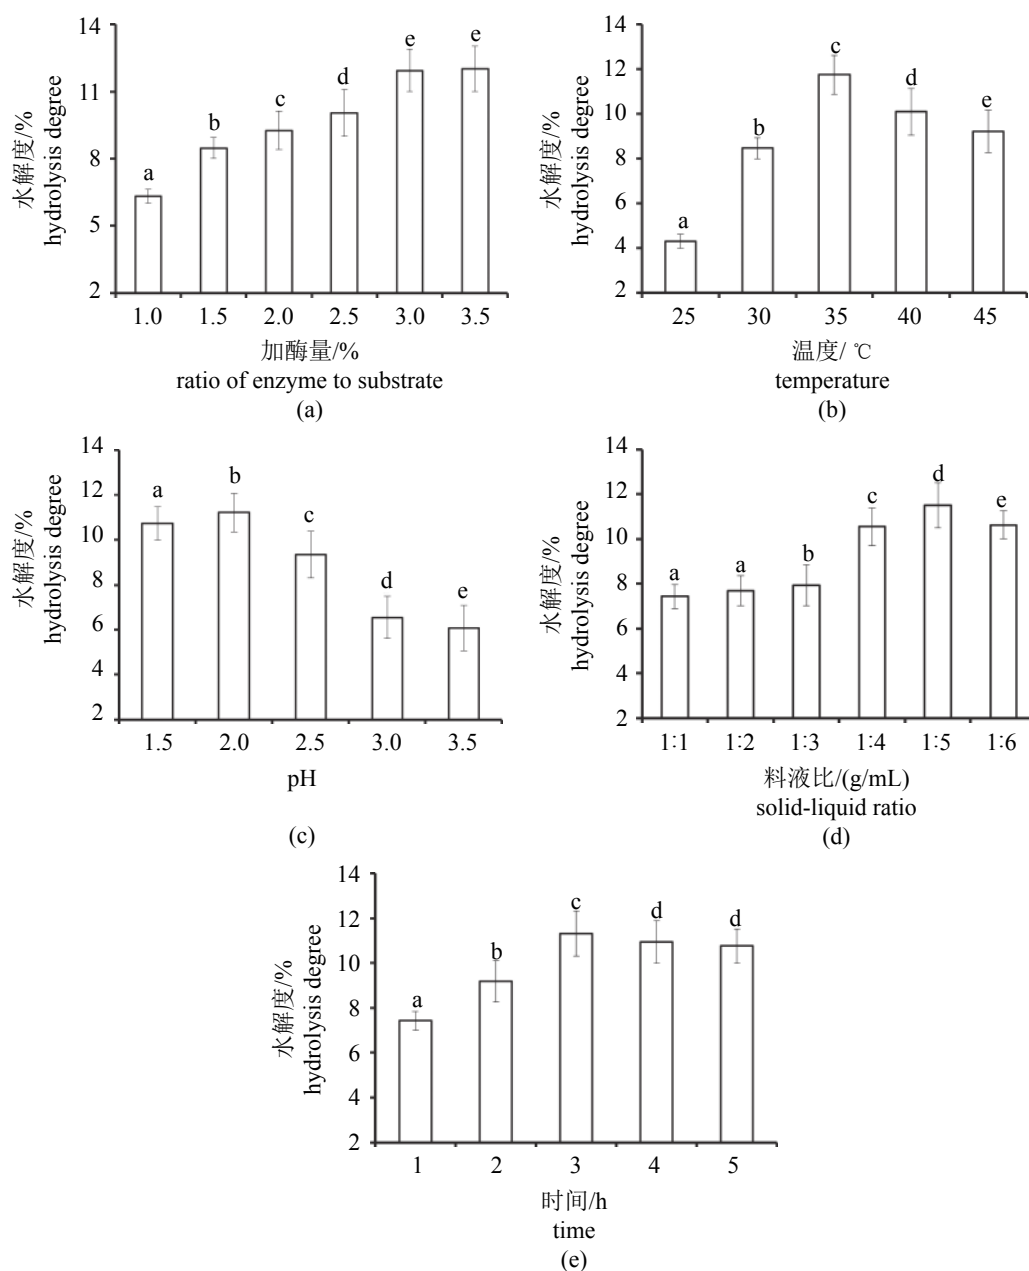 14
11
8
5
2
水解度/%
hydrolysis degree
a
b
c
d
e
e
1.0 1.5 2.0 2.5 3.0 3.5
加酶量/%
ratio of enzyme to substrate
(a)
14
12
10
8
6
4
2
水解度/%
hydrolysis degree
a
b
c
d
e
25 30 35 40 45
温度/ ℃
temperature
(b)
14
12
10
8
6
4
2
水解度/%
hydrolysis degree
a
b
c
d
e
1.5 2.0 2.5 3.0 3.5
pH
(c)
14
12
10
8
6
4
2
水解度/%
hydrolysis degree
a
a
b
c
d
e
1:1 1:2 1:3 1:4 1:5 1:6
料液比/(g/mL)
solid-liquid ratio
(d)
14
12
10
8
6
4
2
水解度/%
hydrolysis degree
a
b
c
d
d
1 2 3 4 5
时间/h
time
(e)